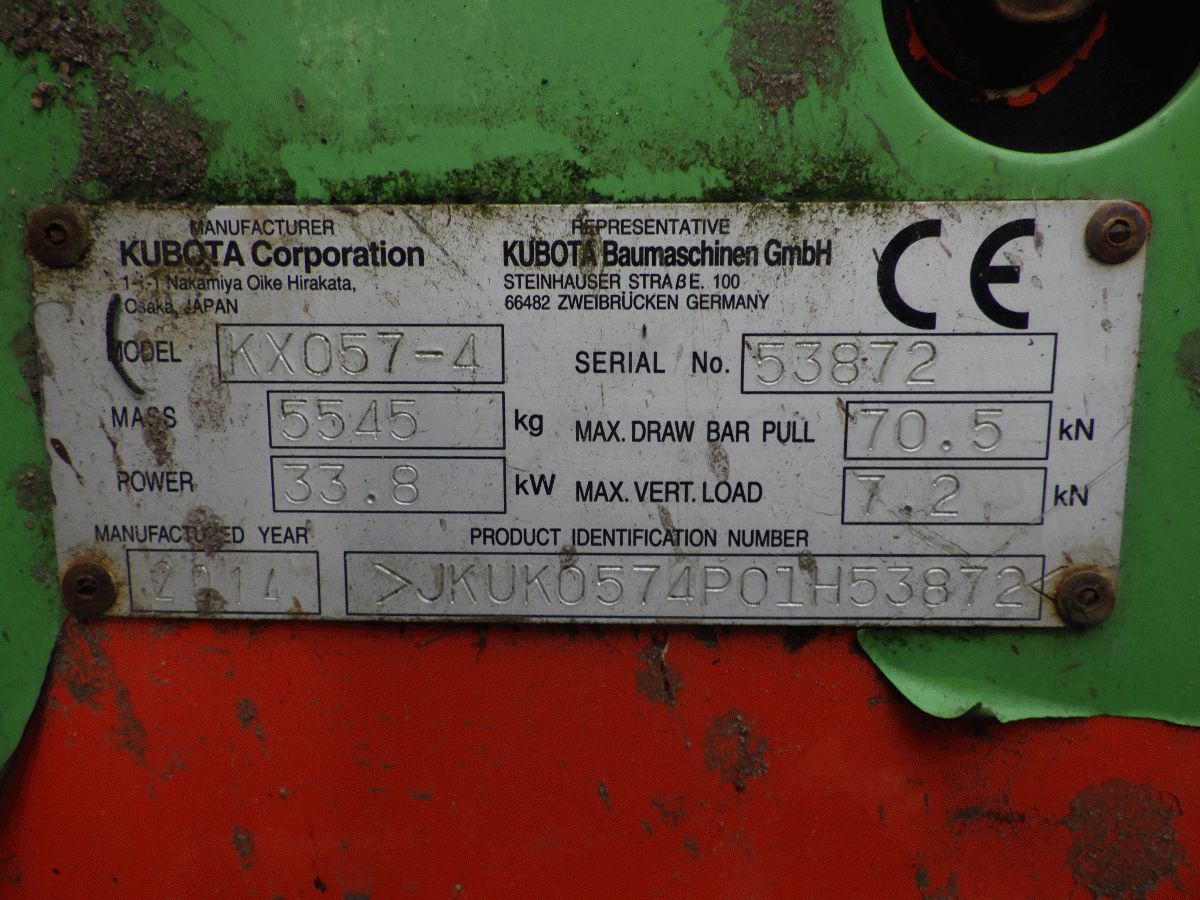 MANUFACTURER
KUBOTA Corporation
1-1-1 Nakamiya Oike Hirakata,
Osaka, JAPAN
REPRESENTATIVE
KUBOTA Baumaschinen GmbH
STEINHAUSER STRAßE. 100
66482 ZWEIBRÜCKEN GERMANY
CE
MODEL KX057-4
SERIAL No. 53872
MASS 5545 kg
MAX. DRAW BAR PULL 70.5 kN
POWER 33.8 kW
MAX. VERT. LOAD 7.2 kN
MANUFACTURED YEAR
2014
PRODUCT IDENTIFICATION NUMBER
>JKUK0574P01H53872<